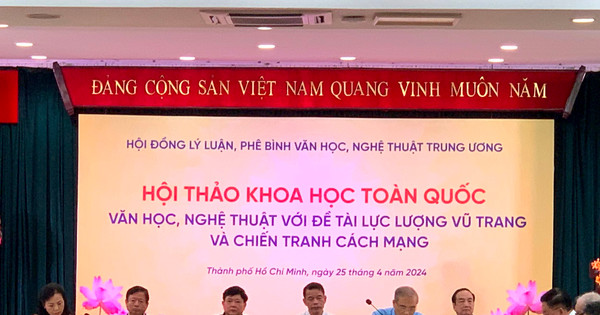 ĐẢNG CỘNG SẢN VIỆT NAM QUANG VINH MUÔN NĂM
HỘI ĐỒNG LÝ LUẬN, PHÊ BÌNH VĂN HỌC, NGHỆ THUẬT TRUNG ƯƠNG
HỘI THẢO KHOA HỌC TOÀN QUỐC
VĂN HỌC, NGHỆ THUẬT VỚI ĐỀ TÀI LỰC LƯỢNG VŨ TRANG
VÀ CHIẾN TRANH CÁCH MẠNG
Thành phố Hồ Chí Minh, ngày 25 tháng 4 năm 2024